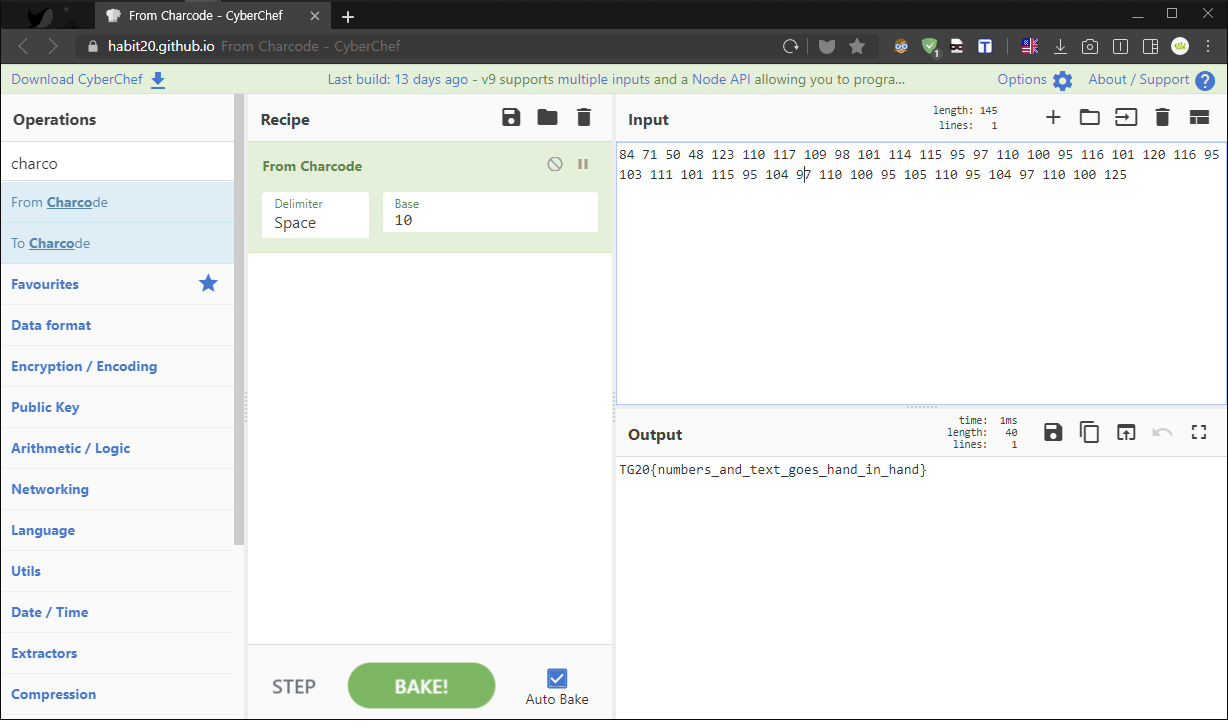 From Charcode - CyberChef
habit20.github.io From Charcode - CyberChef
1
T
Download CyberChef
Last build: 13 days ago - v9 supports multiple inputs and a Node API allowing you to progra...
Options
About / Support
?
Operations
charco
From Charcode
To Charcode
Favourites
Data format
Encryption / Encoding
Public Key
Arithmetic / Logic
Networking
Language
Utils
Date / Time
Extractors
Compression
Recipe
From Charcode
Delimiter
Space
Base
10
STEP
BAKE!
Auto Bake
Input
length: 145
lines: 1
84 71 50 48 123 110 117 109 98 101 114 115 95 97 110 100 95 116 101 120 116 95
103 111 101 115 95 104 97 110 100 95 105 110 95 104 97 110 100 125
Output
time: 1ms
length: 40
lines: 1
TG20{numbers_and_text_goes_hand_in_hand}